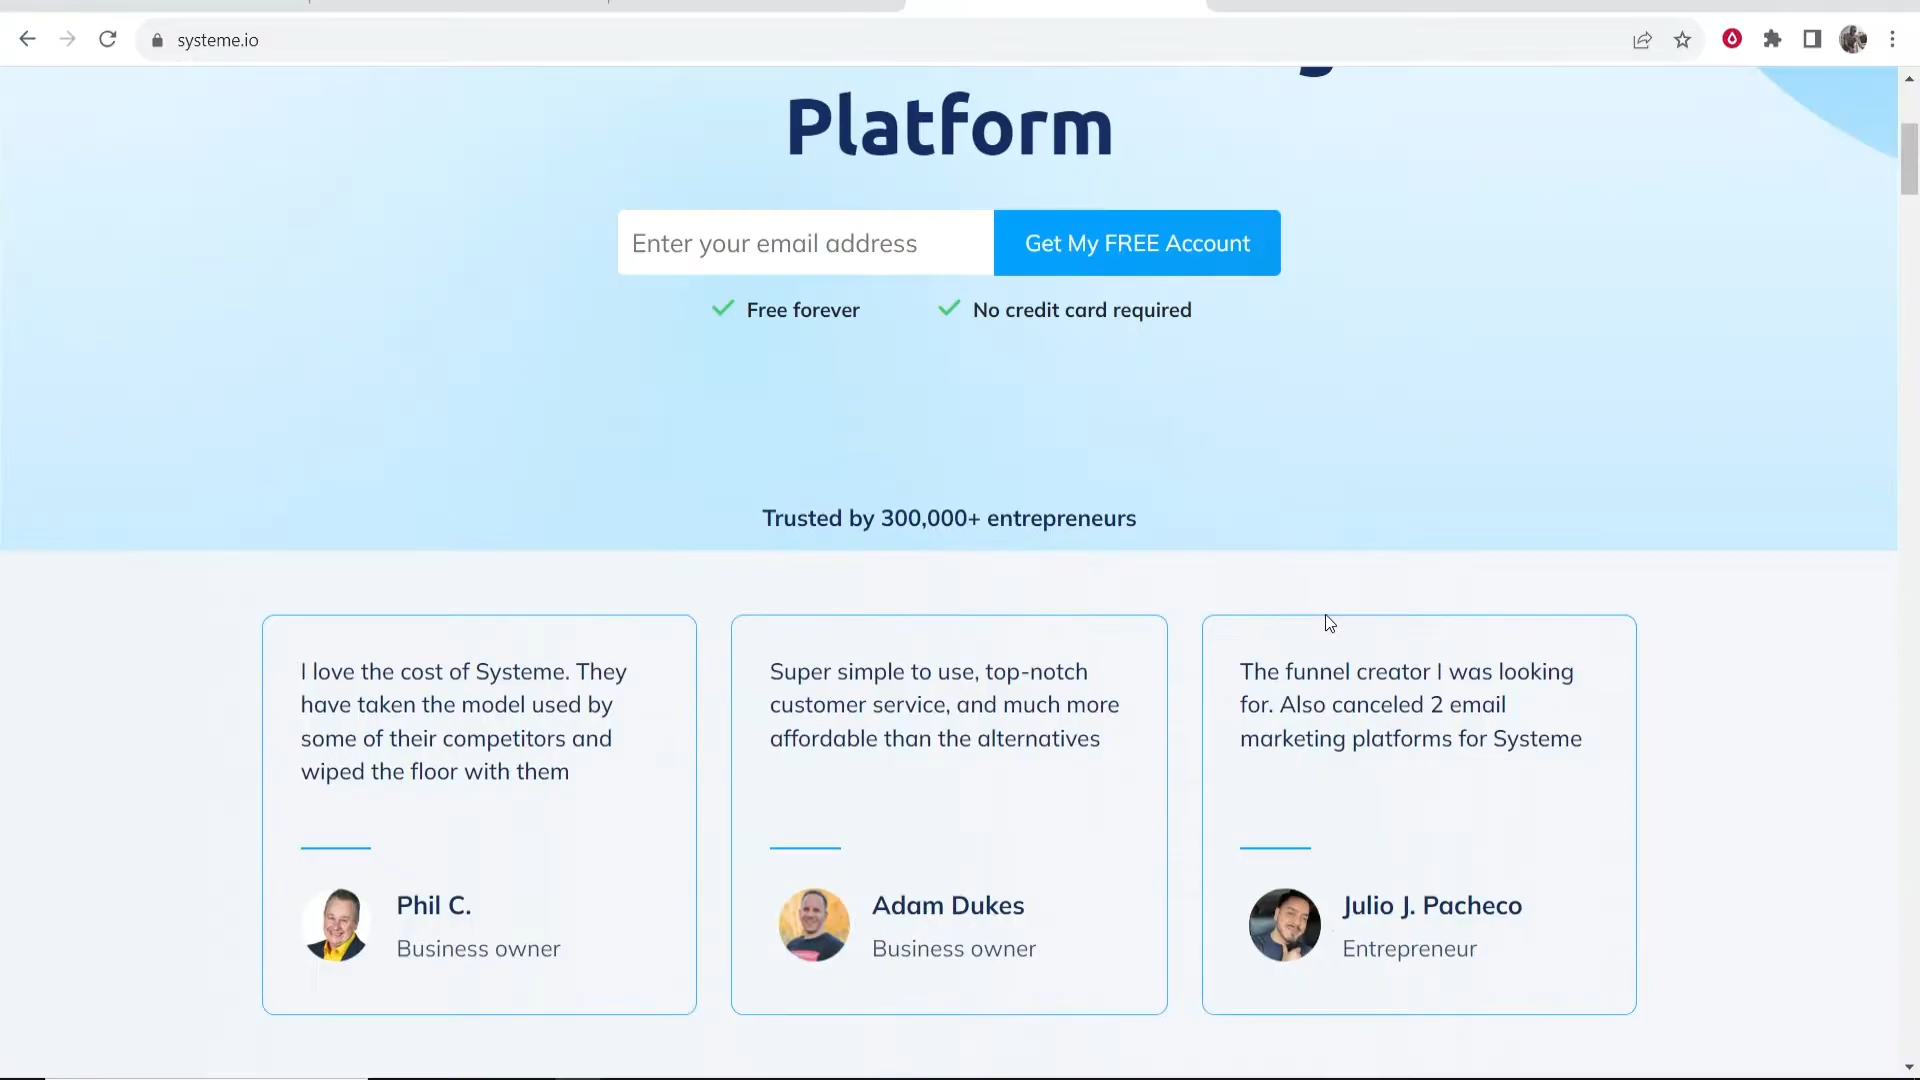 systeme.io
Platform
Enter your email address
Get My FREE Account
Free forever
No credit card required
Trusted by 300,000+ entrepreneurs
I love the cost of Systeme. They
have taken the model used by
some of their competitors and
wiped the floor with them
Phil C.
Business owner
Super simple to use, top-notch
customer service, and much more
affordable than the alternatives
Adam Dukes
Business owner
The funnel creator I was looking
for. Also canceled 2 email
marketing platforms for Systeme
Julio J. Pacheco
Entrepreneur